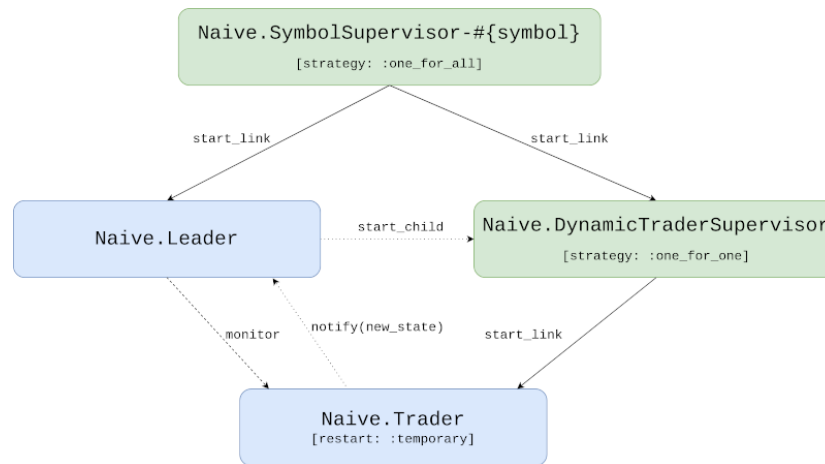 Naive.SymbolSupervisor-#{symbol}
[strategy: :one_for_all]
start_link
start_link
Naive.Leader
start_child
Naive.DynamicTraderSupervisor
[strategy: :one_for_one]
monitor
notify(new_state)
start_link
Naive.Trader
[restart: :temporary]